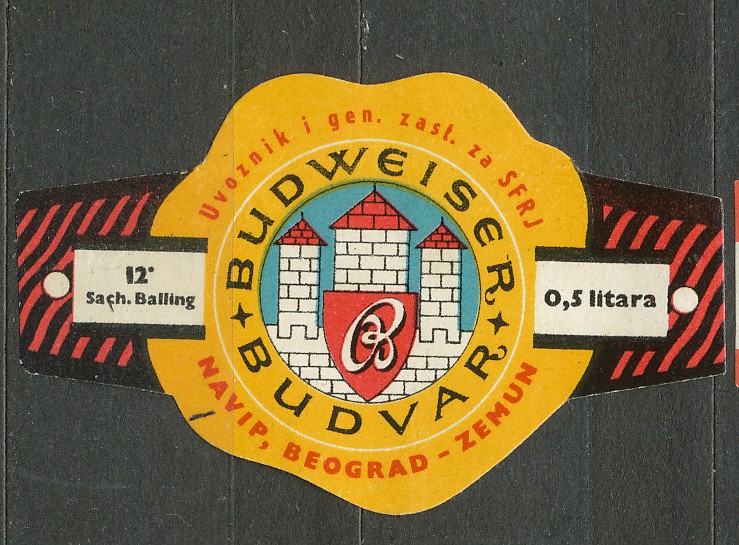 Uvoznik i gen. zast. za SFRJ
BUDWEISER
BUDVAR
12°
Sach. Balling
0,5 litara
B
NAVIP, BEOGRAD - ZEMUN